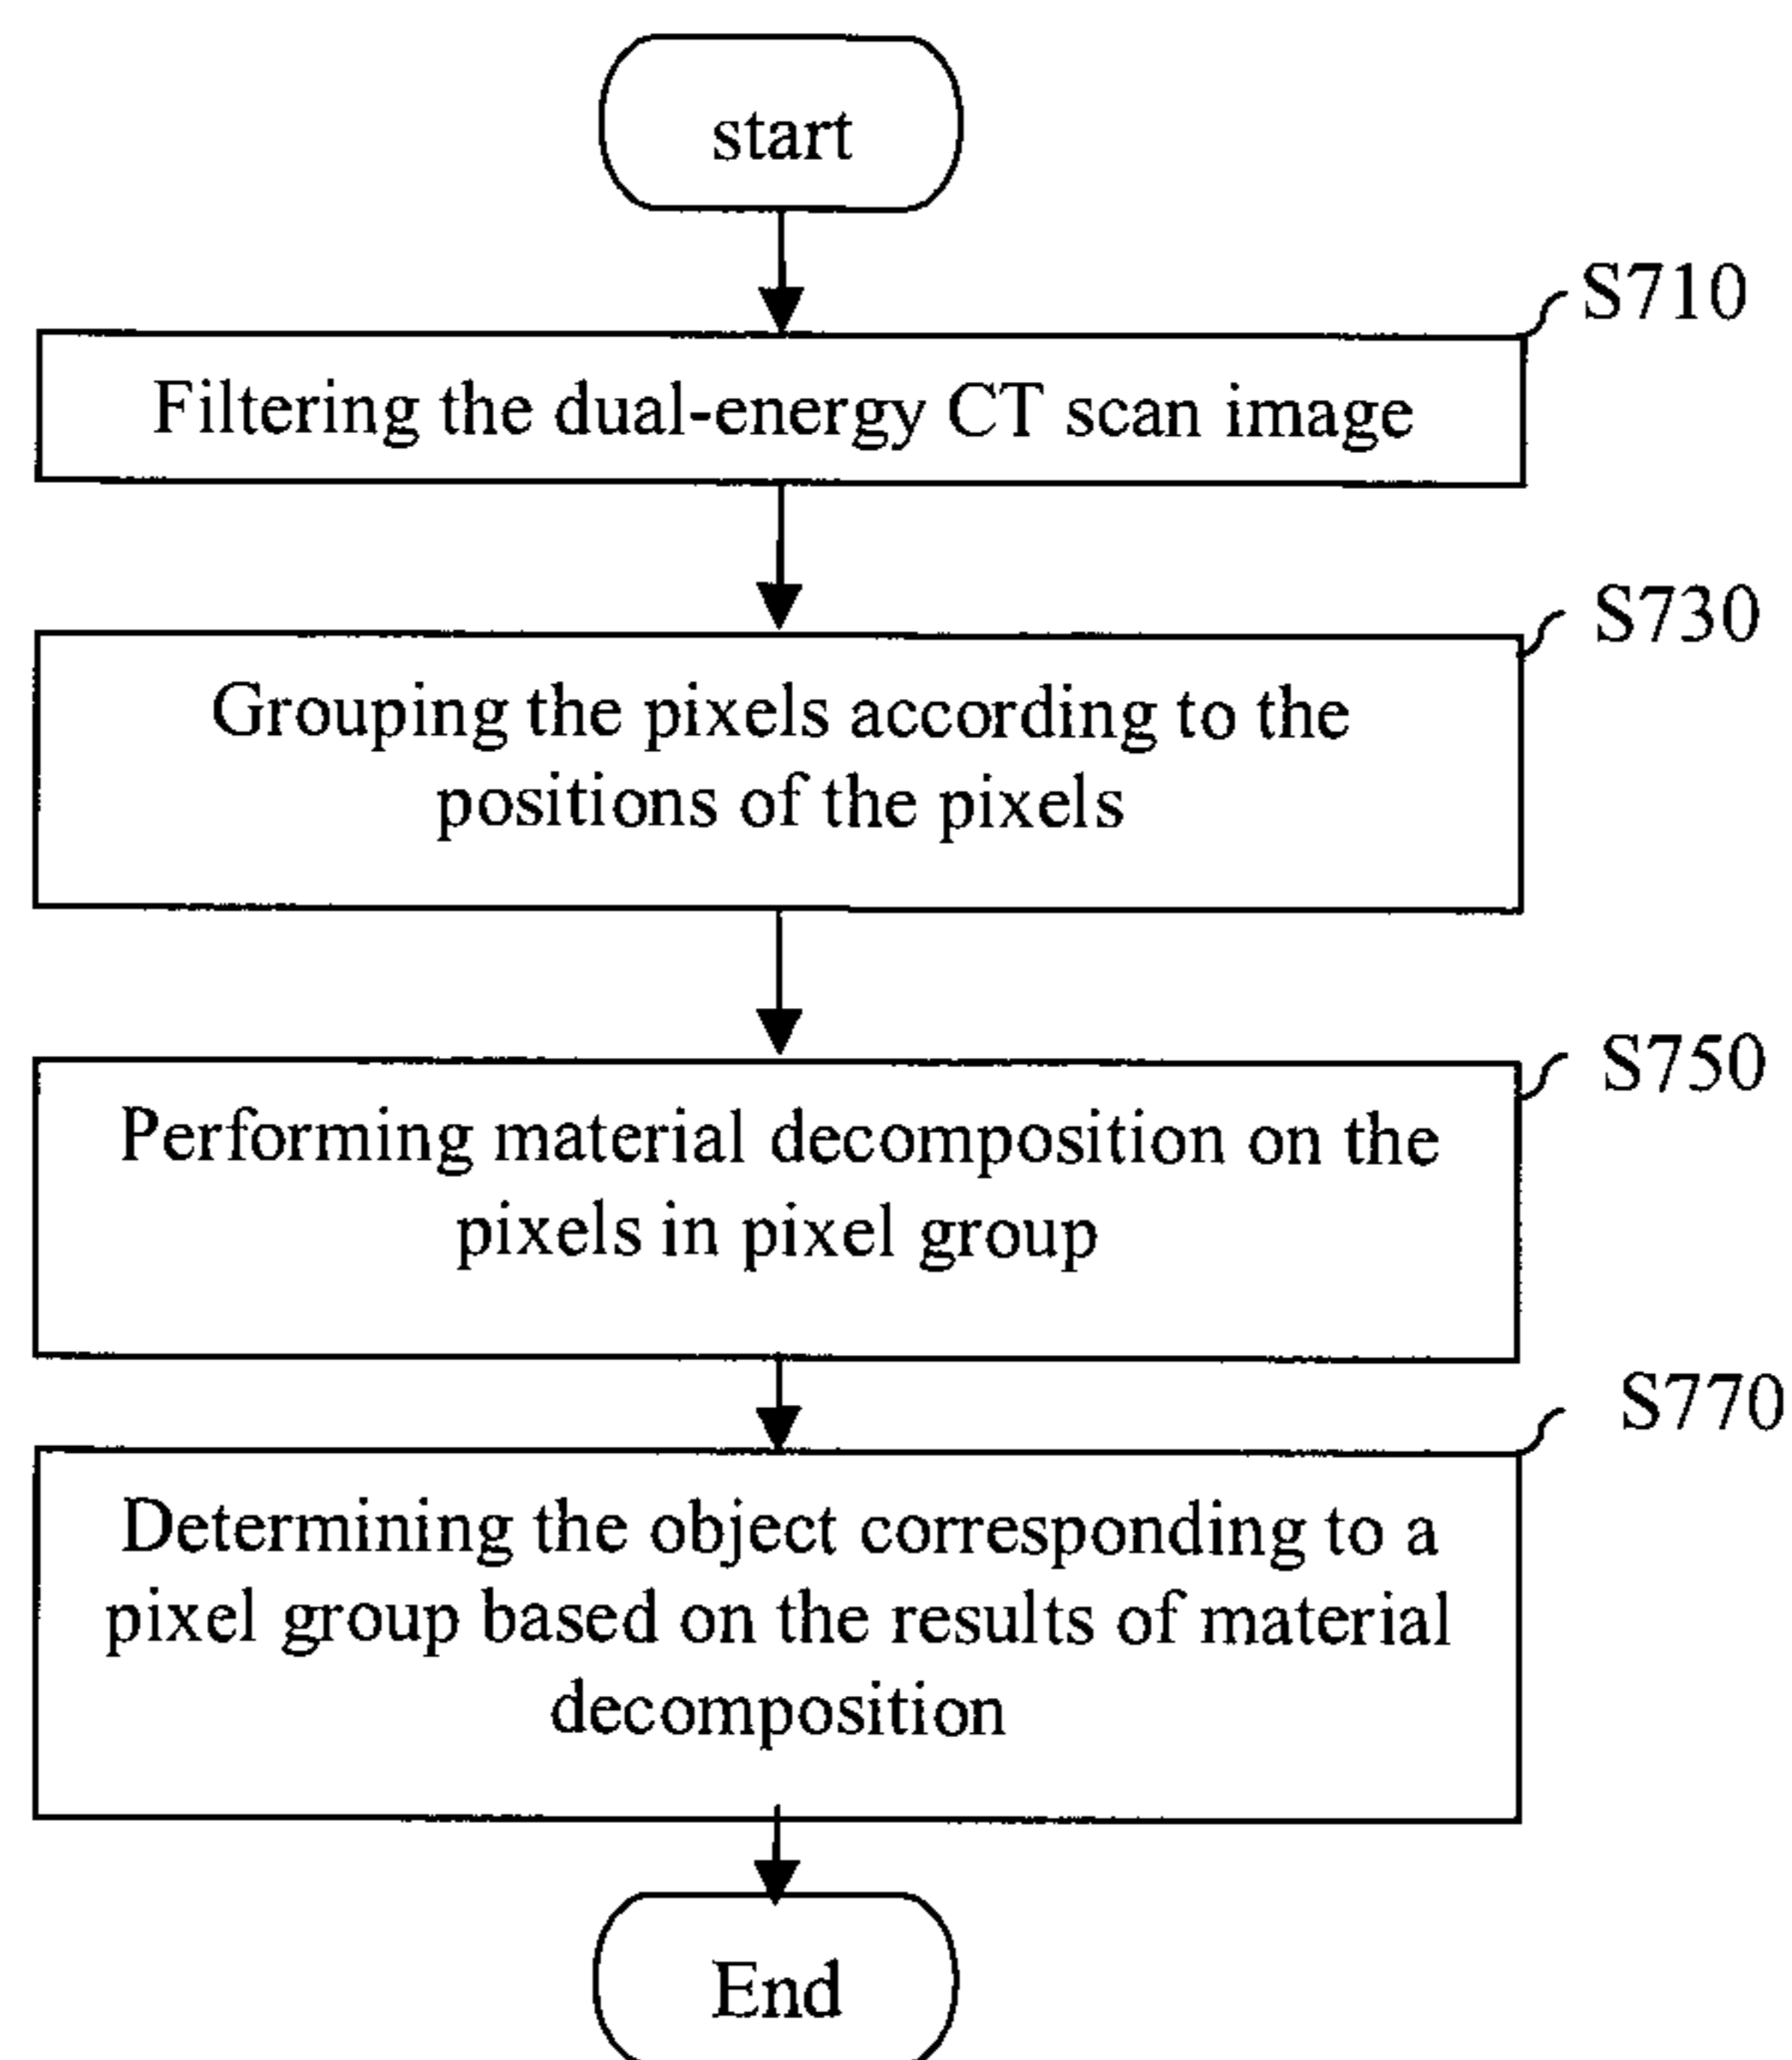 start
S710
Filtering the dual-energy CT scan image
S730
Grouping the pixels according to the
positions of the pixels
S750
Performing material decomposition on the
pixels in pixel group
S770
Determining the object corresponding to a
pixel group based on the results of material
decomposition
End